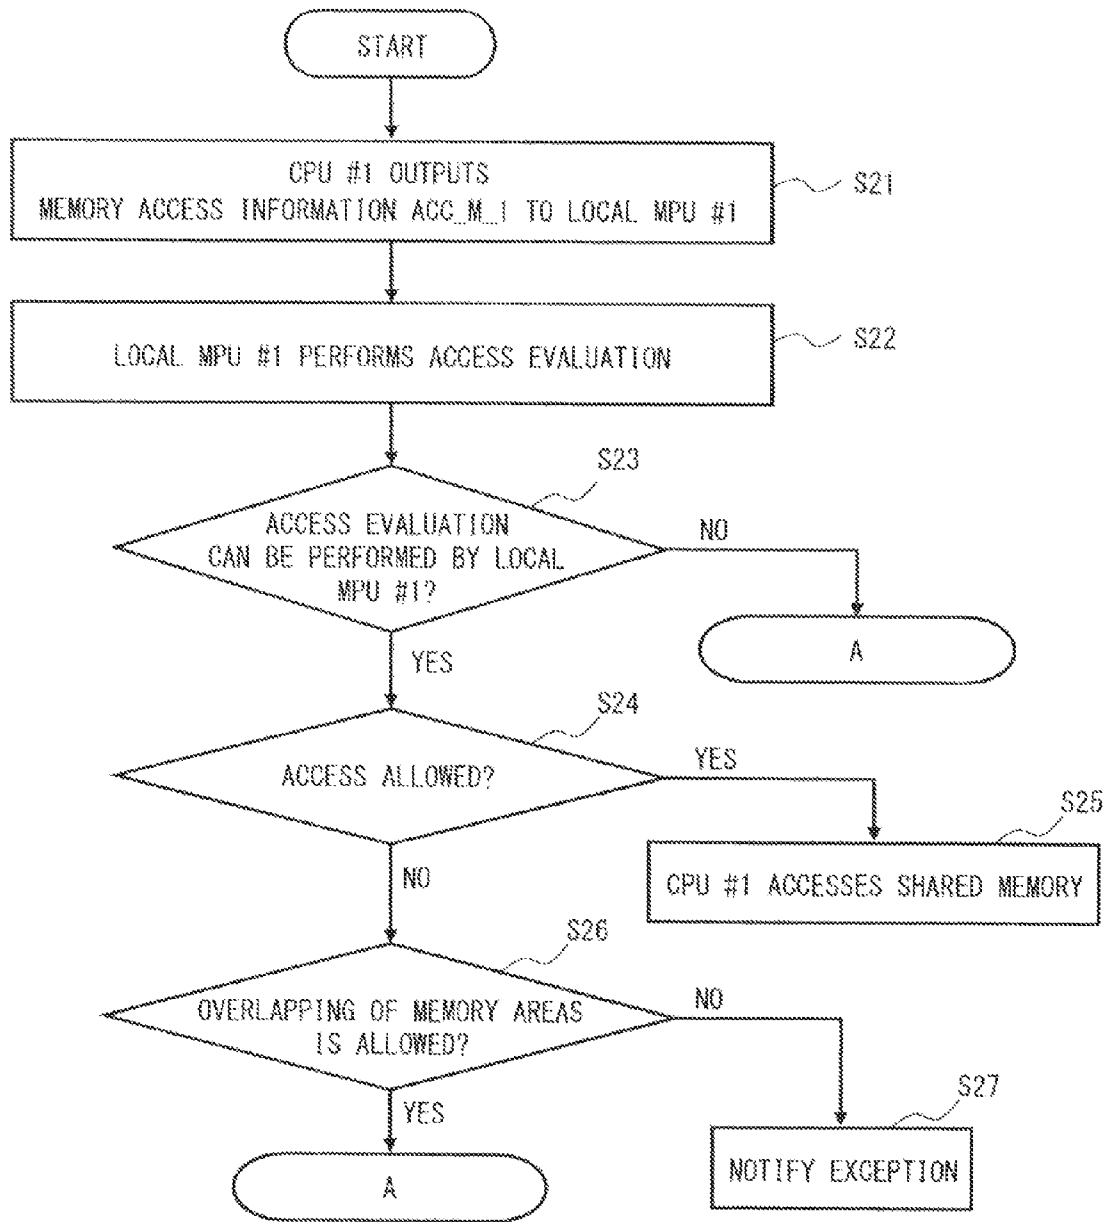 START
CPU #1 OUTPUTS
MEMORY ACCESS INFORMATION ACC_M_1 TO LOCAL MPU #1
S21
LOCAL MPU #1 PERFORMS ACCESS EVALUATION
S22
S23
ACCESS EVALUATION
CAN BE PERFORMED BY LOCAL
MPU #1?
NO
A
YES
S24
ACCESS ALLOWED?
YES
S25
CPU #1 ACCESSES SHARED MEMORY
NO
S26
OVERLAPPING OF MEMORY AREAS
IS ALLOWED?
NO
S27
YES
NOTIFY EXCEPTION
A